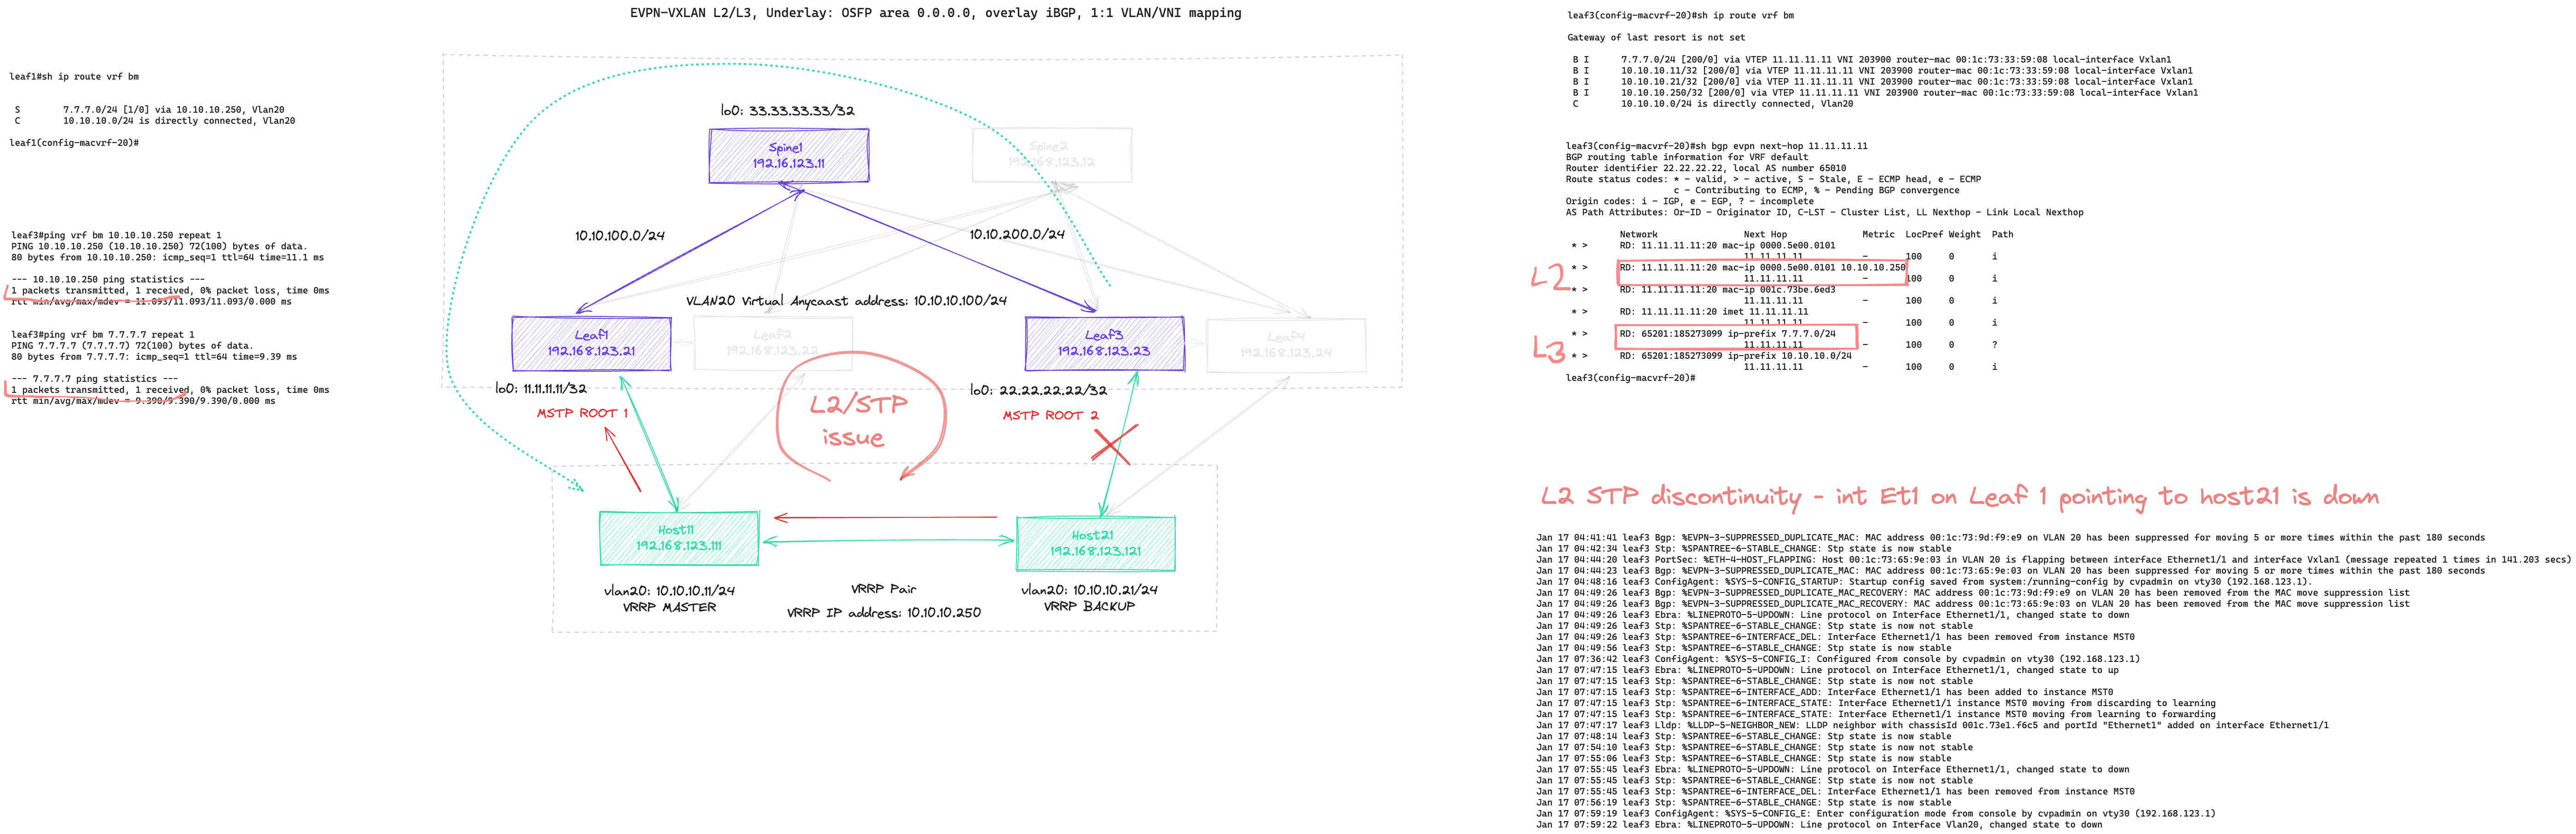 EVPN-VXLAN L2/L3, Underlay: OSFP area 0.0.0.0, overlay iBGP, 1:1 VLAN/VNI mapping
leaf1#sh ip route vrf bm
S 7.7.7.0/24 [1/0] via 10.10.10.250, Vlan20
C 10.10.10.0/24 is directly connected, Vlan20
leaf1(config-macvrf-20)#
leaf3#ping vrf bm 10.10.10.250 repeat 1
PING 10.10.10.250 (10.10.10.250) 72(100) bytes of data.
80 bytes from 10.10.10.250: icmp_seq=1 ttl=64 time=11.1 ms
--- 10.10.10.250 ping statistics ---
1 packets transmitted, 1 received, 0% packet loss, time 0ms
rtt min/avg/max/mdev = 11.093/11.093/11.093/0.000 ms
leaf3#ping vrf bm 7.7.7.7 repeat 1
PING 7.7.7.7 (7.7.7.7) 72(100) bytes of data.
80 bytes from 7.7.7.7: icmp_seq=1 ttl=64 time=9.39 ms
--- 7.7.7.7 ping statistics ---
1 packets transmitted, 1 received, 0% packet loss, time 0ms
rtt min/avg/max/mdev = 9.390/9.390/9.390/0.000 ms
lo0: 33.33.33.33/32
Spine1
192.16.123.11
Spine2
192.168.123.12
10.10.100.0/24
10.10.200.0/24
VLAN20 Virtual Anycaast address: 10.10.10.100/24
Leaf1
192.168.123.21
Leaf2
192.168.123.22
Leaf3
192.168.123.23
Leaf4
192.168.123.24
lo0: 11.11.11.11/32
lo0: 22.22.22.22/32
MSTP ROOT 1
MSTP ROOT 2
L2/STP
issue
Host11
192.168.123.111
Host21
192.168.123.121
vlan20: 10.10.10.11/24
VRRP MASTER
VRRP Pair
VRRP IP address: 10.10.10.250
vlan20: 10.10.10.21/24
VRRP BACKUP
leaf3(config-macvrf-20)#sh ip route vrf bm
Gateway of last resort is not set
B I 7.7.7.0/24 [200/0] via VTEP 11.11.11.11 VNI 203900 router-mac 00:1c:73:33:59:08 local-interface Vxlan1
B I 10.10.10.11/32 [200/0] via VTEP 11.11.11.11 VNI 203900 router-mac 00:1c:73:33:59:08 local-interface Vxlan1
B I 10.10.10.21/32 [200/0] via VTEP 11.11.11.11 VNI 203900 router-mac 00:1c:73:33:59:08 local-interface Vxlan1
B I 10.10.10.250/32 [200/0] via VTEP 11.11.11.11 VNI 203900 router-mac 00:1c:73:33:59:08 local-interface Vxlan1
C 10.10.10.0/24 is directly connected, Vlan20
leaf3(config-macvrf-20)#sh bgp evpn next-hop 11.11.11.11
BGP routing table information for VRF default
Router identifier 22.22.22.22, local AS number 65010
Route status codes: * - valid, > - active, S - Stale, E - ECMP head, e - ECMP
c - Contributing to ECMP, % - Pending BGP convergence
Origin codes: i - IGP, e - EGP, ? - incomplete
AS Path Attributes: Or-ID - Originator ID, C-LST - Cluster List, LL Nexthop - Link Local Nexthop
Network Next Hop Metric LocPref Weight Path
* > RD: 11.11.11.11:20 mac-ip 0000.5e00.0101
11.11.11.11 - 100 0 i
L2
* > RD: 11.11.11.11:20 mac-ip 0000.5e00.0101 10.10.10.250
11.11.11.11 - 100 0 i
* > RD: 11.11.11.11:20 mac-ip 001c.73be.6ed3
11.11.11.11 - 100 0 i
* > RD: 11.11.11.11:20 imet 11.11.11.11
11.11.11.11 - 100 0 i
L3
* > RD: 65201:185273099 ip-prefix 7.7.7.0/24
11.11.11.11 - 100 0 ?
* > RD: 65201:185273099 ip-prefix 10.10.10.0/24
11.11.11.11 - 100 0 i
leaf3(config-macvrf-20)#
L2 STP discontinuity - int Et1 on Leaf 1 pointing to host21 is down
Jan 17 04:41:41 leaf3 Bgp: %EVPN-3-SUPPRESSED_DUPLICATE_MAC: MAC address 00:1c:73:9d:f9:e9 on VLAN 20 has been suppressed for moving 5 or more times within the past 180 seconds
Jan 17 04:42:34 leaf3 Stp: %SPANTREE-6-STABLE_CHANGE: Stp state is now stable
Jan 17 04:44:20 leaf3 PortSec: %ETH-4-HOST_FLAPPING: Host 00:1c:73:65:9e:03 in VLAN 20 is flapping between interface Ethernet1/1 and interface Vxlan1 (message repeated 1 times in 141.203 secs)
Jan 17 04:44:23 leaf3 Bgp: %EVPN-3-SUPPRESSED_DUPLICATE_MAC: MAC address 00:1c:73:65:9e:03 on VLAN 20 has been suppressed for moving 5 or more times within the past 180 seconds
Jan 17 04:48:16 leaf3 ConfigAgent: %SYS-5-CONFIG_STARTUP: Startup config saved from system:/running-config by cvpadmin on vty30 (192.168.123.1).
Jan 17 04:49:26 leaf3 Bgp: %EVPN-3-SUPPRESSED_DUPLICATE_MAC_RECOVERY: MAC address 00:1c:73:9d:f9:e9 on VLAN 20 has been removed from the MAC move suppression list
Jan 17 04:49:26 leaf3 Bgp: %EVPN-3-SUPPRESSED_DUPLICATE_MAC_RECOVERY: MAC address 00:1c:73:65:9e:03 on VLAN 20 has been removed from the MAC move suppression list
Jan 17 04:49:26 leaf3 Ebra: %LINEPROTO-5-UPDOWN: Line protocol on Interface Ethernet1/1, changed state to down
Jan 17 04:49:26 leaf3 Stp: %SPANTREE-6-STABLE_CHANGE: Stp state is now not stable
Jan 17 04:49:26 leaf3 Stp: %SPANTREE-6-INTERFACE_DEL: Interface Ethernet1/1 has been removed from instance MST0
Jan 17 04:49:56 leaf3 Stp: %SPANTREE-6-STABLE_CHANGE: Stp state is now stable
Jan 17 07:36:42 leaf3 ConfigAgent: %SYS-5-CONFIG_I: Configured from console by cvpadmin on vty30 (192.168.123.1)
Jan 17 07:47:15 leaf3 Ebra: %LINEPROTO-5-UPDOWN: Line protocol on Interface Ethernet1/1, changed state to up
Jan 17 07:47:15 leaf3 Stp: %SPANTREE-6-STABLE_CHANGE: Stp state is now not stable
Jan 17 07:47:15 leaf3 Stp: %SPANTREE-6-INTERFACE_ADD: Interface Ethernet1/1 has been added to instance MST0
Jan 17 07:47:15 leaf3 Stp: %SPANTREE-6-INTERFACE_STATE: Interface Ethernet1/1 instance MST0 moving from discarding to learning
Jan 17 07:47:15 leaf3 Stp: %SPANTREE-6-INTERFACE_STATE: Interface Ethernet1/1 instance MST0 moving from learning to forwarding
Jan 17 07:47:17 leaf3 Lldp: %LLDP-5-NEIGHBOR_NEW: LLDP neighbor with chassisId 001c.73e1.f6c5 and portId "Ethernet1" added on interface Ethernet1/1
Jan 17 07:48:14 leaf3 Stp: %SPANTREE-6-STABLE_CHANGE: Stp state is now stable
Jan 17 07:54:10 leaf3 Stp: %SPANTREE-6-STABLE_CHANGE: Stp state is now not stable
Jan 17 07:55:06 leaf3 Stp: %SPANTREE-6-STABLE_CHANGE: Stp state is now stable
Jan 17 07:55:45 leaf3 Ebra: %LINEPROTO-5-UPDOWN: Line protocol on Interface Ethernet1/1, changed state to down
Jan 17 07:55:45 leaf3 Stp: %SPANTREE-6-STABLE_CHANGE: Stp state is now not stable
Jan 17 07:55:45 leaf3 Stp: %SPANTREE-6-INTERFACE_DEL: Interface Ethernet1/1 has been removed from instance MST0
Jan 17 07:56:19 leaf3 Stp: %SPANTREE-6-STABLE_CHANGE: Stp state is now stable
Jan 17 07:59:19 leaf3 ConfigAgent: %SYS-5-CONFIG_E: Enter configuration mode from console by cvpadmin on vty30 (192.168.123.1)
Jan 17 07:59:22 leaf3 Ebra: %LINEPROTO-5-UPDOWN: Line protocol on Interface Vlan20, changed state to down